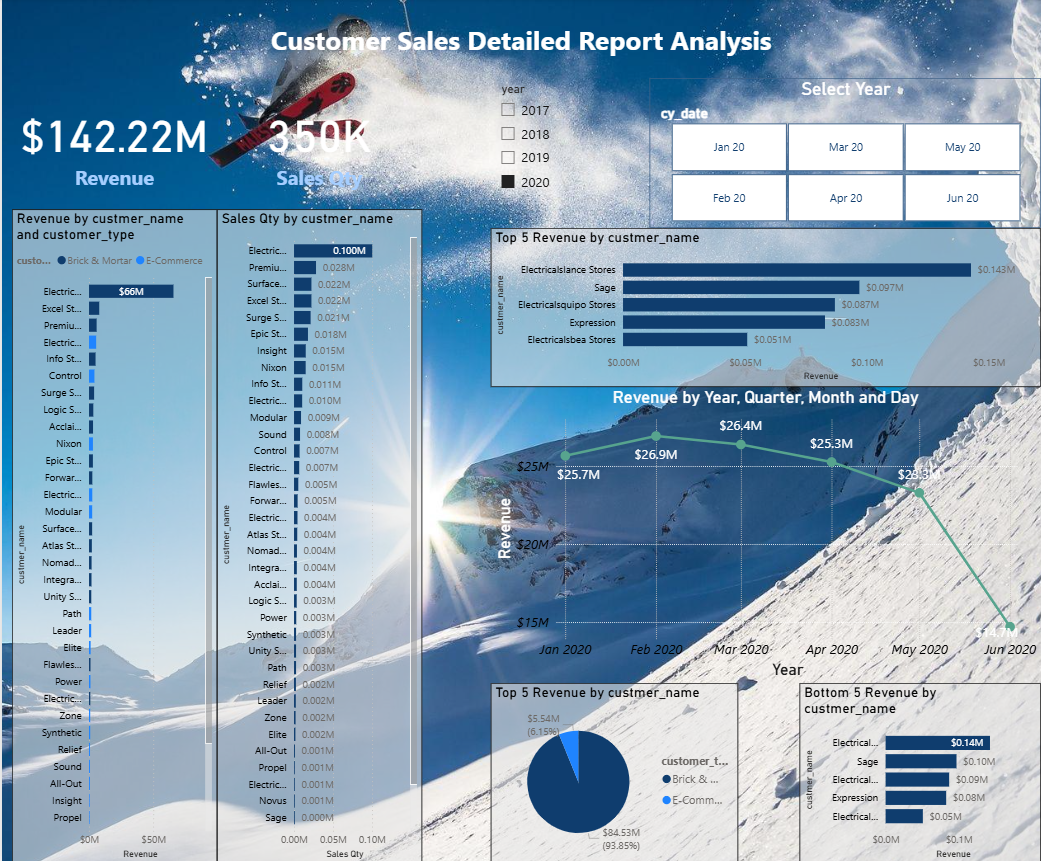 Customer Sales Detailed Report Analysis
$142.22M
Revenue
350K
Sales Qty
year
2017
2018
2019
2020
Select Year
cy_date
Jan 20
Mar 20
May 20
Feb 20
Apr 20
Jun 20
Revenue by custmer_name
and customer_type
custo...
Brick & Mortar
E-Commerce
custmer_name
Electric...
$66M
Excel St...
Premiu...
Electric...
Info St...
Control
Surge S...
Logic S...
Acclai...
Nixon
Epic St...
Forwar...
Electric...
Modular
Surface...
Atlas St...
Nomad...
Integra...
Unity S...
Path
Leader
Elite
Flawles...
Power
Electric...
Zone
Synthetic
Relief
Sound
All-Out
Insight
Propel
$0M
$50M
Revenue
Sales Qty by custmer_name
custmer_name
Electric... 0.100M
Premiu... 0.028M
Surface... 0.022M
Excel St... 0.022M
Surge S... 0.021M
Epic St... 0.018M
Insight 0.015M
Nixon 0.015M
Info St... 0.011M
Electric... 0.010M
Modular 0.009M
Sound 0.008M
Control 0.007M
Electric... 0.007M
Flawles... 0.005M
Forwar... 0.005M
Electric... 0.004M
Atlas St... 0.004M
Nomad... 0.004M
Integra... 0.004M
Acclai... 0.004M
Logic S... 0.003M
Power 0.003M
Synthetic 0.003M
Unity S... 0.003M
Path 0.003M
Relief 0.002M
Leader 0.002M
Zone 0.002M
Elite 0.002M
All-Out 0.001M
Propel 0.001M
Electric... 0.001M
Novus 0.001M
Sage 0.000M
0.00M
0.05M
0.10M
Sales Qty
Top 5 Revenue by custmer_name
custmer_name
Electricalslance Stores $0.143M
Sage $0.097M
Electricalsquipo Stores $0.087M
Expression $0.083M
Electricalsbea Stores $0.051M
$0.00M
$0.05M
$0.10M
$0.15M
Revenue
Revenue by Year, Quarter, Month and Day
Revenue
$25M
$20M
$15M
$25.7M
$26.9M
$26.4M
$25.3M
$23.3M
$14.7M
Jan 2020
Feb 2020
Mar 2020
Apr 2020
May 2020
Jun 2020
Year
Top 5 Revenue by custmer_name
$5.54M
(6.15%)
customer_t...
Brick & ...
E-Comm...
$84.53M
(93.85%)
Bottom 5 Revenue by
custmer_name
custmer_name
Electrical... $0.14M
Sage $0.10M
Electrical... $0.09M
Expression $0.08M
Electrical... $0.05M
$0.0M
$0.1M
Revenue